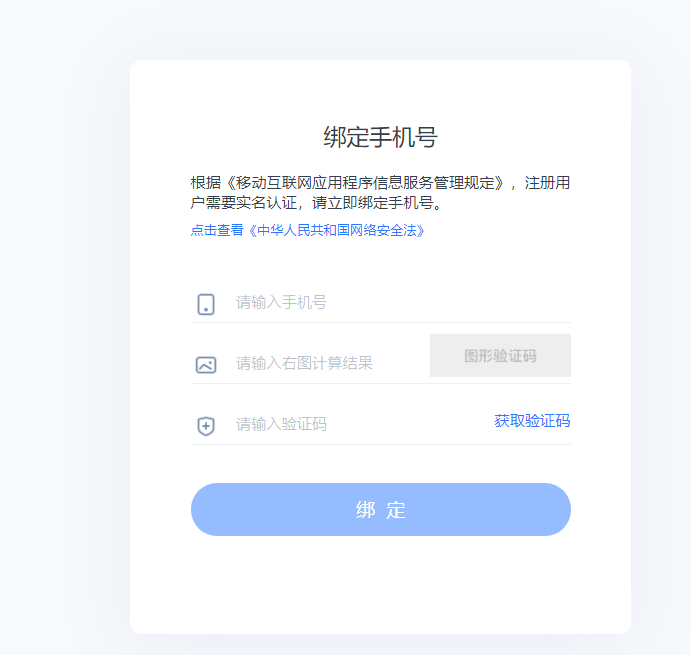 绑定手机号
根据《移动互联网应用程序信息服务管理规定》，注册用
户需要实名认证，请立即绑定手机号。
点击查看《中华人民共和国网络安全法》
请输入手机号
请输入右图计算结果
图形验证码
请输入验证码
获取验证码
绑 定